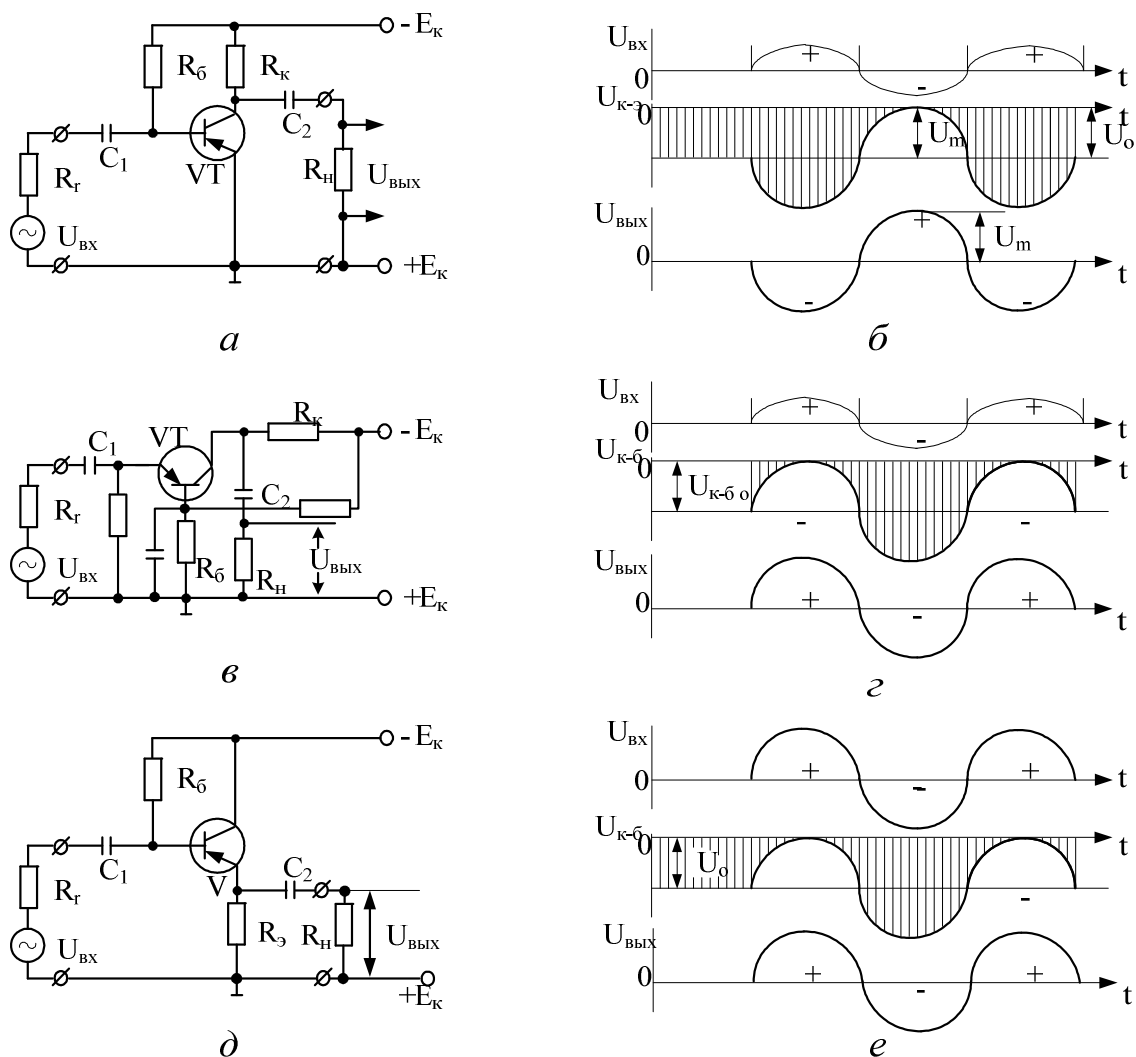 - Eк
Rб
Rк
C2
C1
VT
Rг
Rн
Uвых
Uвх
+Eк
а
Uвх
+
+
0
-
t
Uк-э
0
t
Um
Uo
Uвых
+
Um
0
t
-
-
б
VT
Rк
- Eк
C1
C2
Rг
Uвых
Uвх
Rб
Rн
+Eк
в
Uвх
+
+
0
-
t
Uк-б
0
t
Uк-б о
-
-
Uвых
+
+
0
-
t
г
- Eк
Rб
C1
V
C2
Rг
Rэ
Rн
Uвых
Uвх
+Eк
д
Uвх
+
+
0
-
t
Uк-б
0
t
Uo
-
Uвых
+
+
0
-
t
е